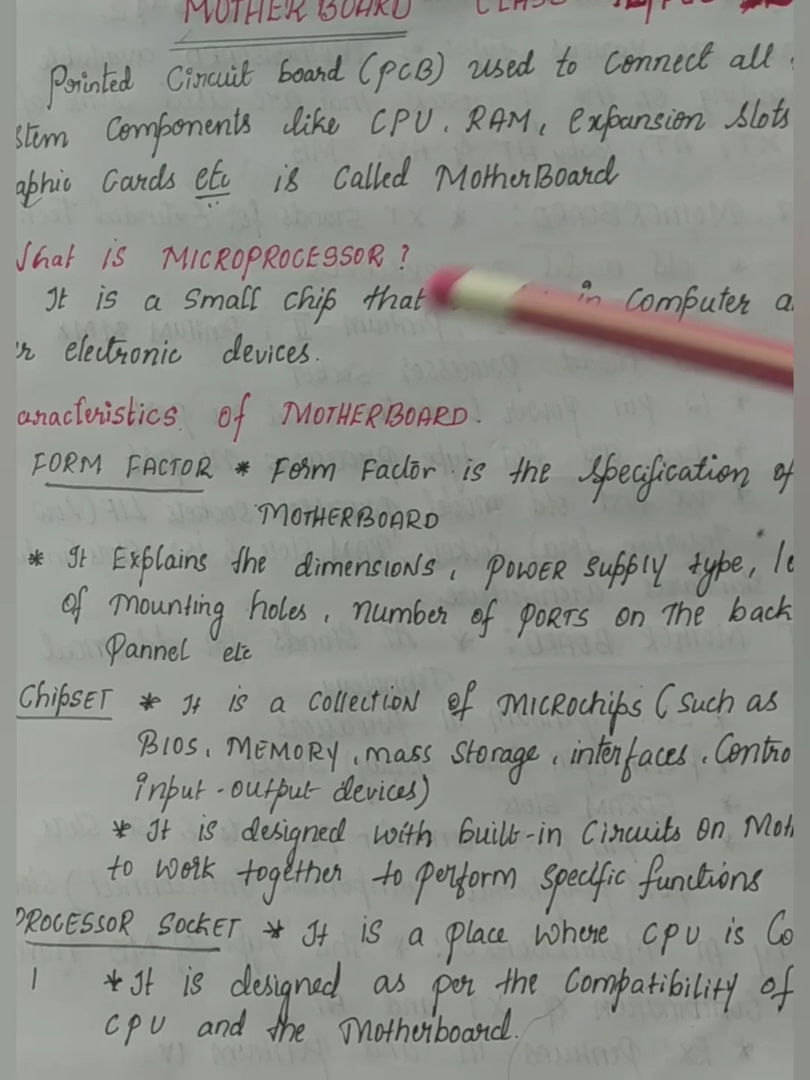 MOTHER BOARD CLASS
Printed Circuit board (PCB) used to connect all
stem Components like CPU, RAM, expansion slots
aphic Cards etc is Called MotherBoard
What is MICROPROCESSOR ?
It is a small chip that in Computer a
r electronic devices.
aracteristics of MOTHERBOARD.
FORM FACTOR * Form Factor is the specification of
MOTHERBOARD
* It Explains the dimensions, POWER supply type, lo
of mounting holes, number of PORTS on The back
Pannel etc
ChipSET * It is a Collection of MICROchips (such as
BIOS, MEMORY, mass storage, interfaces, Contro
input-output devices)
* It is designed with built-in Circuits on Moth
to work together to perform specific functions
PROCESSOR SOCKET * It is a place where CPU is Co
* It is designed as per the Compatibility of
CPU and the Motherboard.